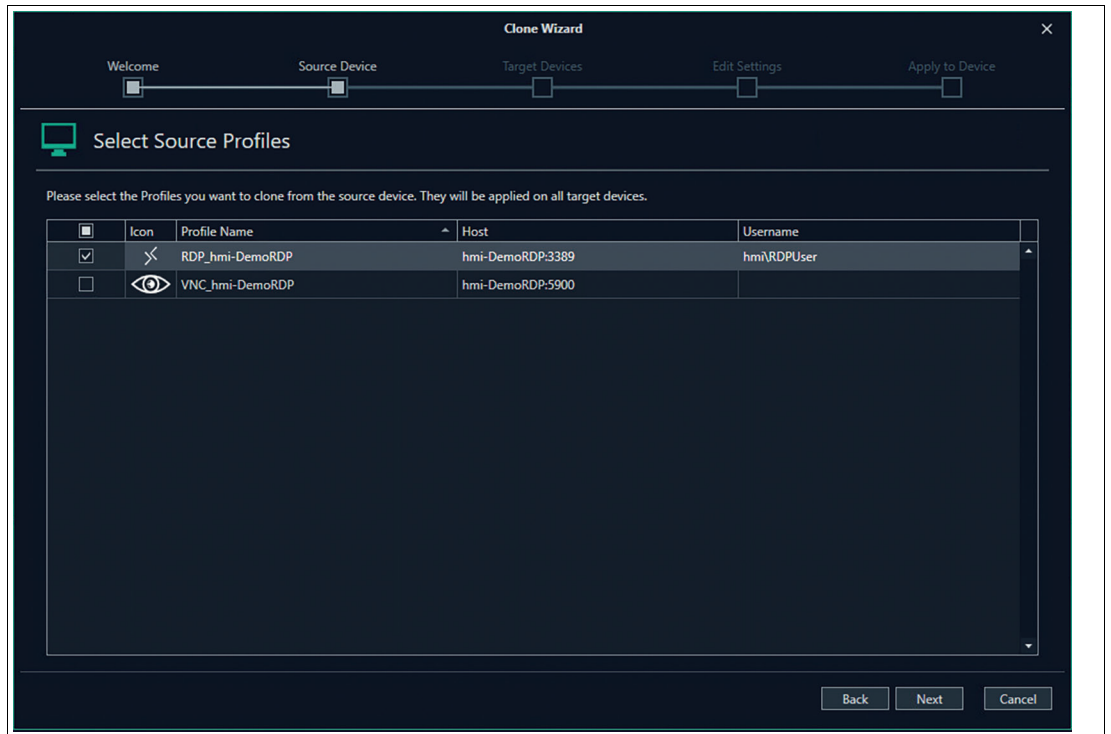 Clone Wizard
Welcome Source Device Target Devices Edit Settings Apply to Device
Select Source Profiles
Please select the Profiles you want to clone from the source device. They will be applied on all target devices.
Icon Profile Name Host Username
RDP_hmi-DemoRDP hmi-DemoRDP:3389 hmi\RDPUser
VNC_hmi-DemoRDP hmi-DemoRDP:5900
Back Next Cancel